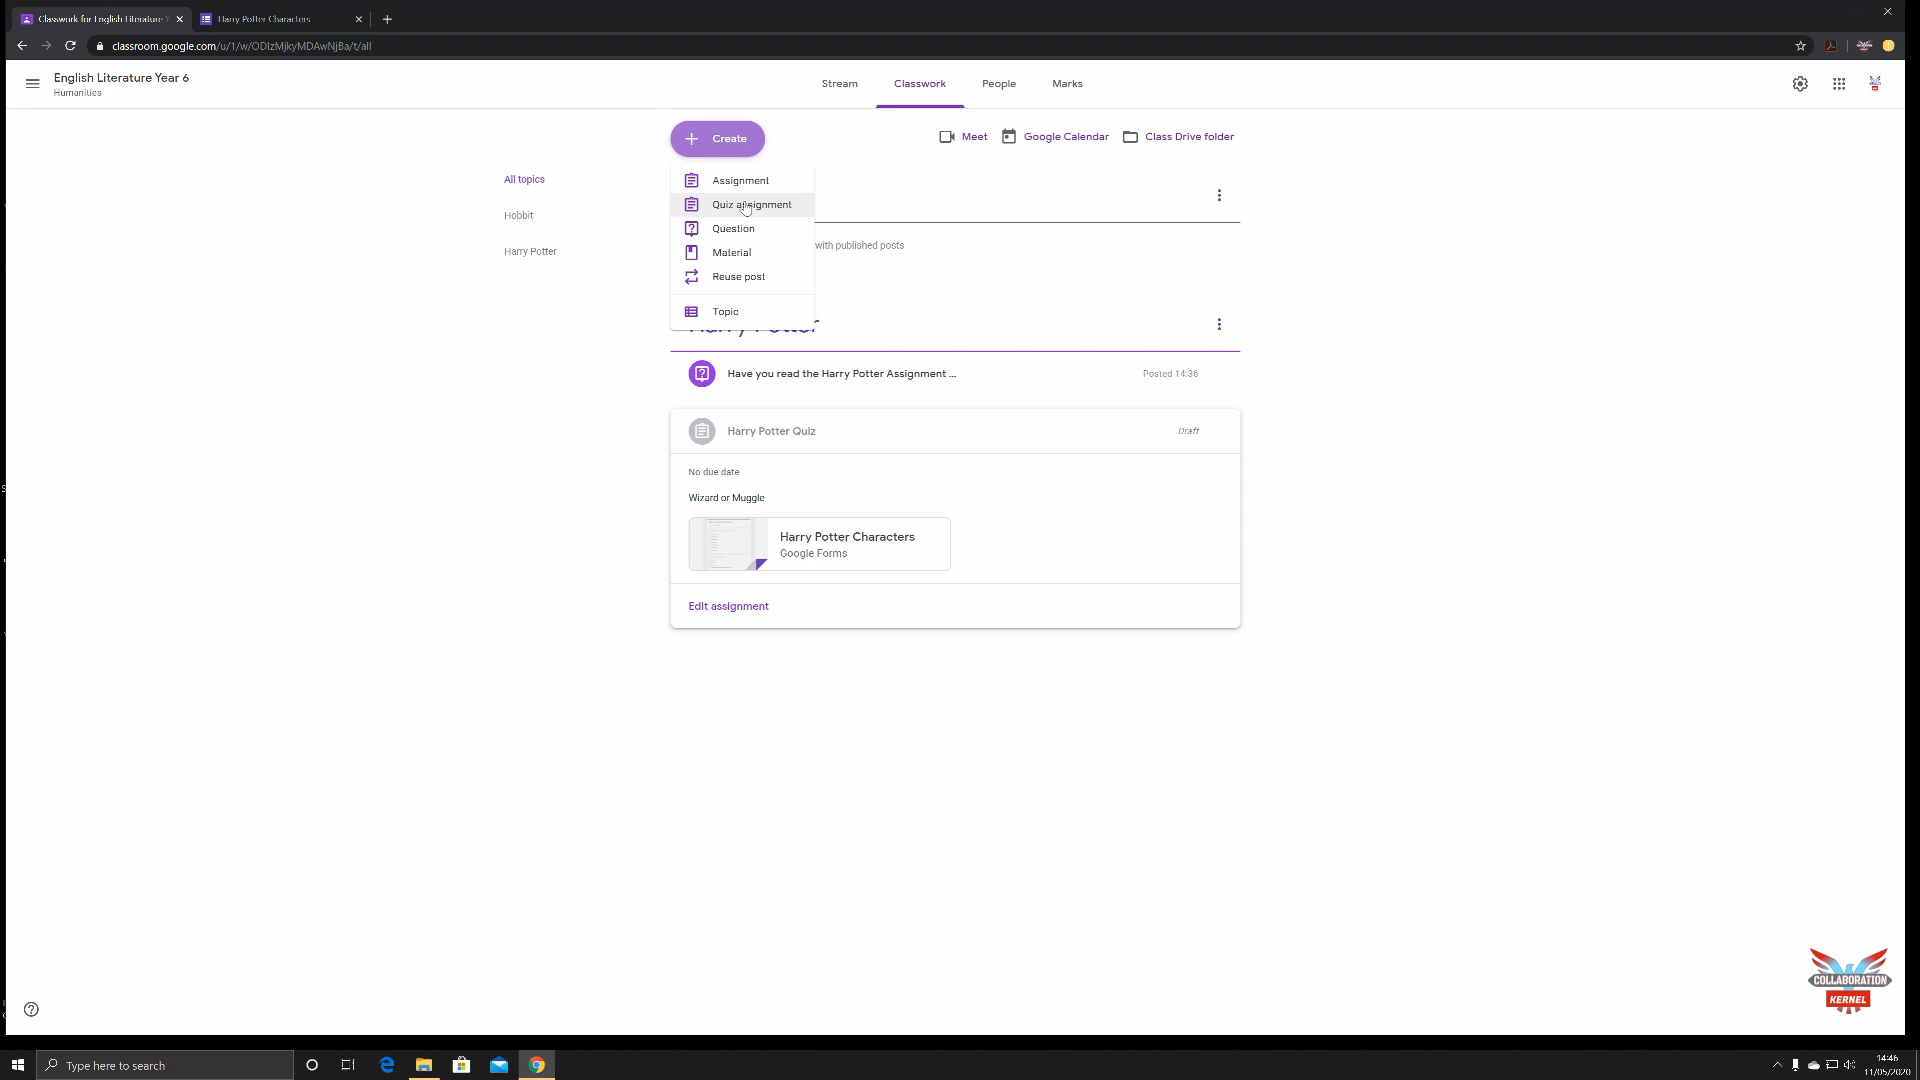 Classwork for English Literature Y
Harry Potter Characters
classroom.google.com/u/1/w/ODIzMjkyMDAwNjBa/t/all
English Literature Year 6
Humanities
Stream
Classwork
People
Marks
Create
Meet
Google Calendar
Class Drive folder
All topics
Hobbit
Harry Potter
Assignment
Quiz assignment
Question
Material
Reuse post
Topic
with published posts
Harry Potter
Have you read the Harry Potter Assignment ...
Posted 14:36
Harry Potter Quiz
Draft
No due date
Wizard or Muggle
Harry Potter Characters
Google Forms
Edit assignment
COLLABORATION
KERNEL
Type here to search
14:46
11/05/2020